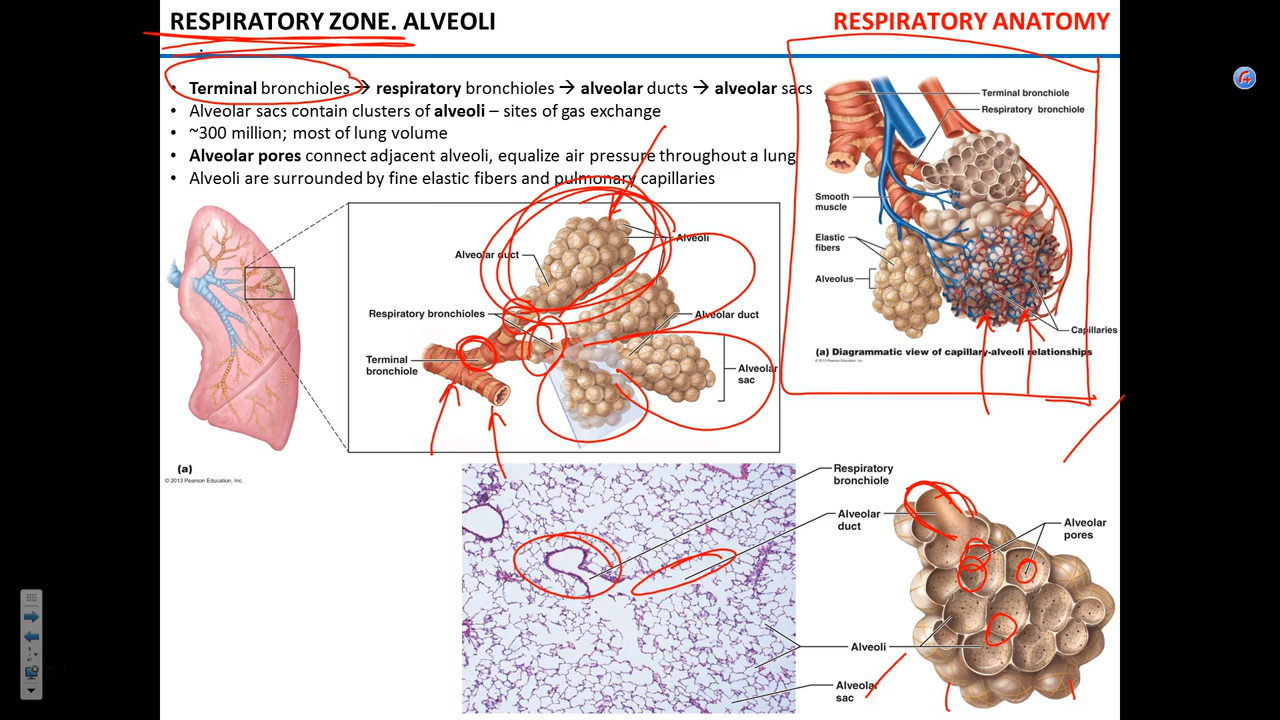 RESPIRATORY ZONE. ALVEOLI
RESPIRATORY ANATOMY
• Terminal bronchioles → respiratory bronchioles → alveolar ducts → alveolar sacs
• Alveolar sacs contain clusters of alveoli – sites of gas exchange
• ~300 million; most of lung volume
• Alveolar pores connect adjacent alveoli, equalize air pressure throughout a lung
• Alveoli are surrounded by fine elastic fibers and pulmonary capillaries
Terminal bronchiole
Respiratory bronchiole
Smooth
muscle
Elastic
fibers
Alveolus
Capillaries
(a) Diagrammatic view of capillary-alveoli relationships
© 2013 Pearson Education, Inc.
Alveoli
Alveolar duct
Respiratory bronchioles
Alveolar duct
Terminal
bronchiole
Alveolar
sac
(a)
© 2013 Pearson Education, Inc.
Respiratory
bronchiole
Alveolar
duct
Alveolar
pores
Alveoli
Alveolar
sac